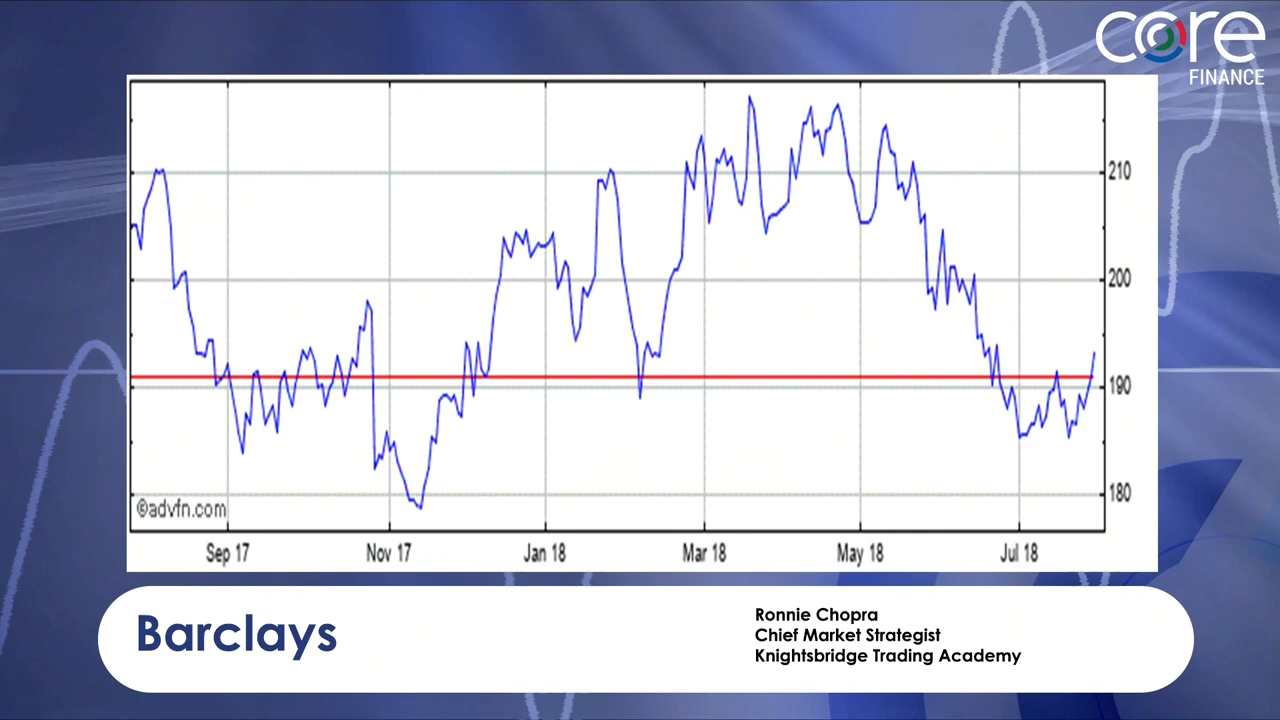 core
FINANCE
210
200
190
180
©advfn.com
Sep 17
Nov 17
Jan 18
Mar 18
May 18
Jul 18
Barclays
Ronnie Chopra
Chief Market Strategist
Knightsbridge Trading Academy